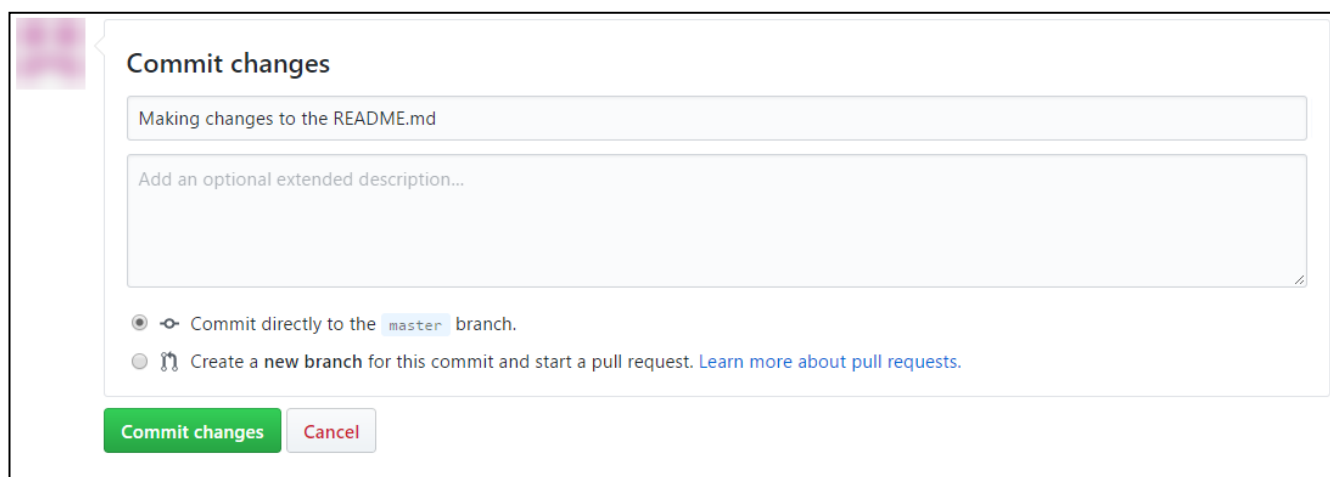 Commit changes
Making changes to the README.md
Add an optional extended description...
Commit directly to the master branch.
Create a new branch for this commit and start a pull request. Learn more about pull requests.
Commit changes Cancel